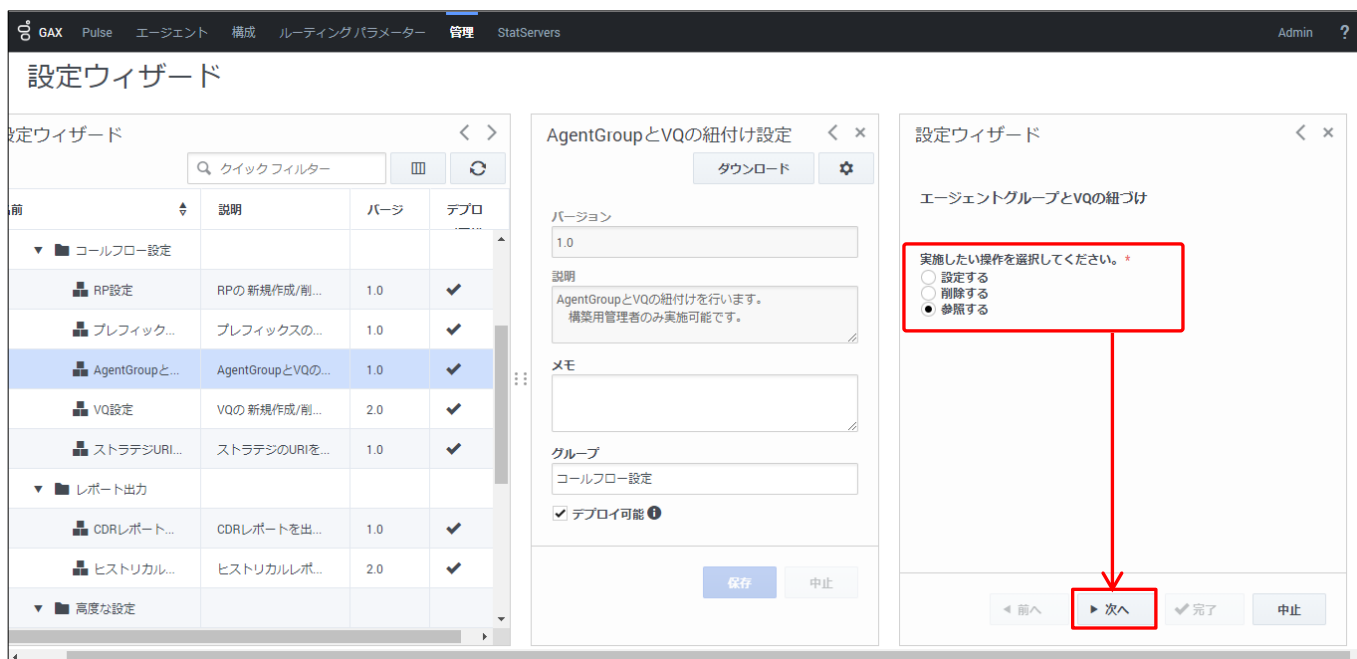 GAX Pulse エージェント 構成 ルーティング パラメーター 管理 StatServers Admin ?
設定ウィザード
設定ウィザード
クイック フィルター
前 説明 バージ デプロ
コールフロー設定
RP設定 RPの 新規作成/削... 1.0
プレフィック... プレフィックスの... 1.0
AgentGroupと... AgentGroupとVQの... 1.0
VQ設定 VQの 新規作成/削... 2.0
ストラテジURI... ストラテジのURIを... 1.0
レポート出力
CDRレポート... CDRレポートを出... 1.0
ヒストリカル... ヒストリカルレポ... 2.0
高度な設定
AgentGroupとVQの紐付け設定
ダウンロード
バージョン
1.0
説明
AgentGroupとVQの紐付けを行います。
構築用管理者のみ実施可能です。
メモ
グループ
コールフロー設定
デプロイ可能
保存 中止
設定ウィザード
エージェントグループとVQの紐づけ
実施したい操作を選択してください。*
設定する
削除する
参照する
前へ 次へ 完了 中止